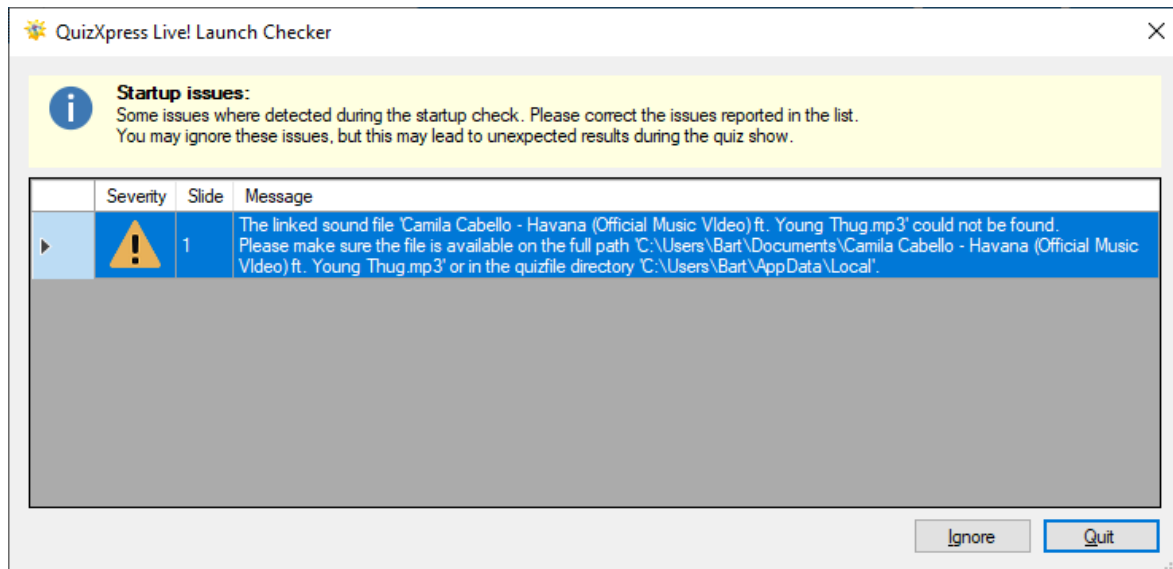 QuizXpress Live! Launch Checker
Startup issues:
Some issues where detected during the startup check. Please correct the issues reported in the list.
You may ignore these issues, but this may lead to unexpected results during the quiz show.
Severity Slide Message
1 The linked sound file 'Camila Cabello - Havana (Official Music VIdeo) ft. Young Thug.mp3' could not be found.
Please make sure the file is available on the full path 'C:\Users\Bart\Documents\Camila Cabello - Havana (Official Music
VIdeo) ft. Young Thug.mp3' or in the quizfile directory 'C:\Users\Bart\AppData\Local'.
Ignore Quit